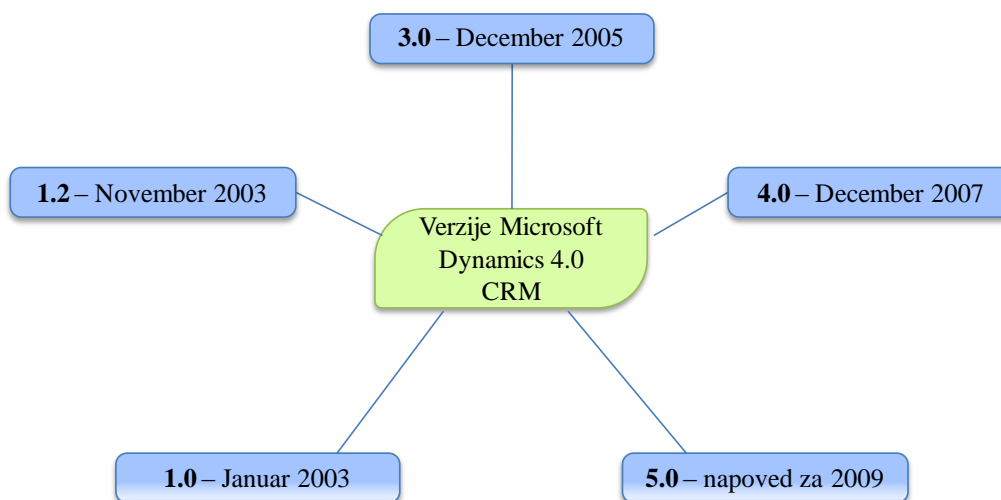 3.0 – December 2005
1.2 – November 2003
4.0 – December 2007
Verzije Microsoft
Dynamics 4.0
CRM
1.0 – Januar 2003
5.0 – napoved za 2009